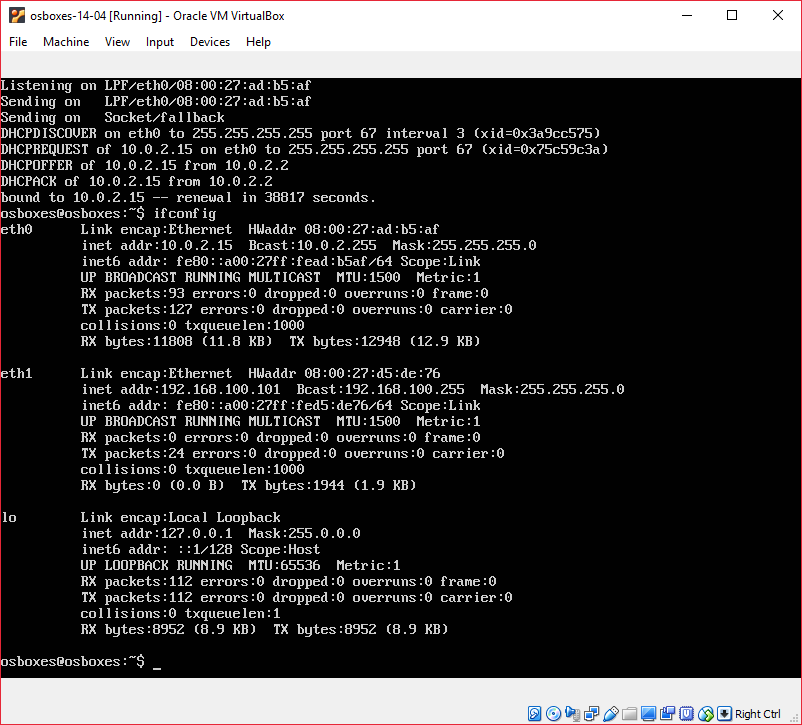 osboxes-14-04 [Running] - Oracle VM VirtualBox
File Machine View Input Devices Help
Listening on LPF/eth0/08:00:27:ad:b5:af
Sending on   LPF/eth0/08:00:27:ad:b5:af
Sending on   Socket/fallback
DHCPDISCOVER on eth0 to 255.255.255.255 port 67 interval 3 (xid=0x3a9cc575)
DHCPREQUEST of 10.0.2.15 on eth0 to 255.255.255.255 port 67 (xid=0x75c59c3a)
DHCPOFFER of 10.0.2.15 from 10.0.2.2
DHCPACK of 10.0.2.15 from 10.0.2.2
bound to 10.0.2.15 -- renewal in 38817 seconds.
osboxes@osboxes:~$ ifconfig
eth0      Link encap:Ethernet  HWaddr 08:00:27:ad:b5:af
          inet addr:10.0.2.15  Bcast:10.0.2.255  Mask:255.255.255.0
          inet6 addr: fe80::a00:27ff:fead:b5af/64 Scope:Link
          UP BROADCAST RUNNING MULTICAST  MTU:1500  Metric:1
          RX packets:93 errors:0 dropped:0 overruns:0 frame:0
          TX packets:127 errors:0 dropped:0 overruns:0 carrier:0
          collisions:0 txqueuelen:1000
          RX bytes:11808 (11.8 KB)  TX bytes:12948 (12.9 KB)
eth1      Link encap:Ethernet  HWaddr 08:00:27:d5:de:76
          inet addr:192.168.100.101  Bcast:192.168.100.255  Mask:255.255.255.0
          inet6 addr: fe80::a00:27ff:fed5:de76/64 Scope:Link
          UP BROADCAST RUNNING MULTICAST  MTU:1500  Metric:1
          RX packets:0 errors:0 dropped:0 overruns:0 frame:0
          TX packets:24 errors:0 dropped:0 overruns:0 carrier:0
          collisions:0 txqueuelen:1000
          RX bytes:0 (0.0 B)  TX bytes:1944 (1.9 KB)
lo        Link encap:Local Loopback
          inet addr:127.0.0.1  Mask:255.0.0.0
          inet6 addr: ::1/128 Scope:Host
          UP LOOPBACK RUNNING  MTU:65536  Metric:1
          RX packets:112 errors:0 dropped:0 overruns:0 frame:0
          TX packets:112 errors:0 dropped:0 overruns:0 carrier:0
          collisions:0 txqueuelen:1
          RX bytes:8952 (8.9 KB)  TX bytes:8952 (8.9 KB)
osboxes@osboxes:~$ _
Right Ctrl